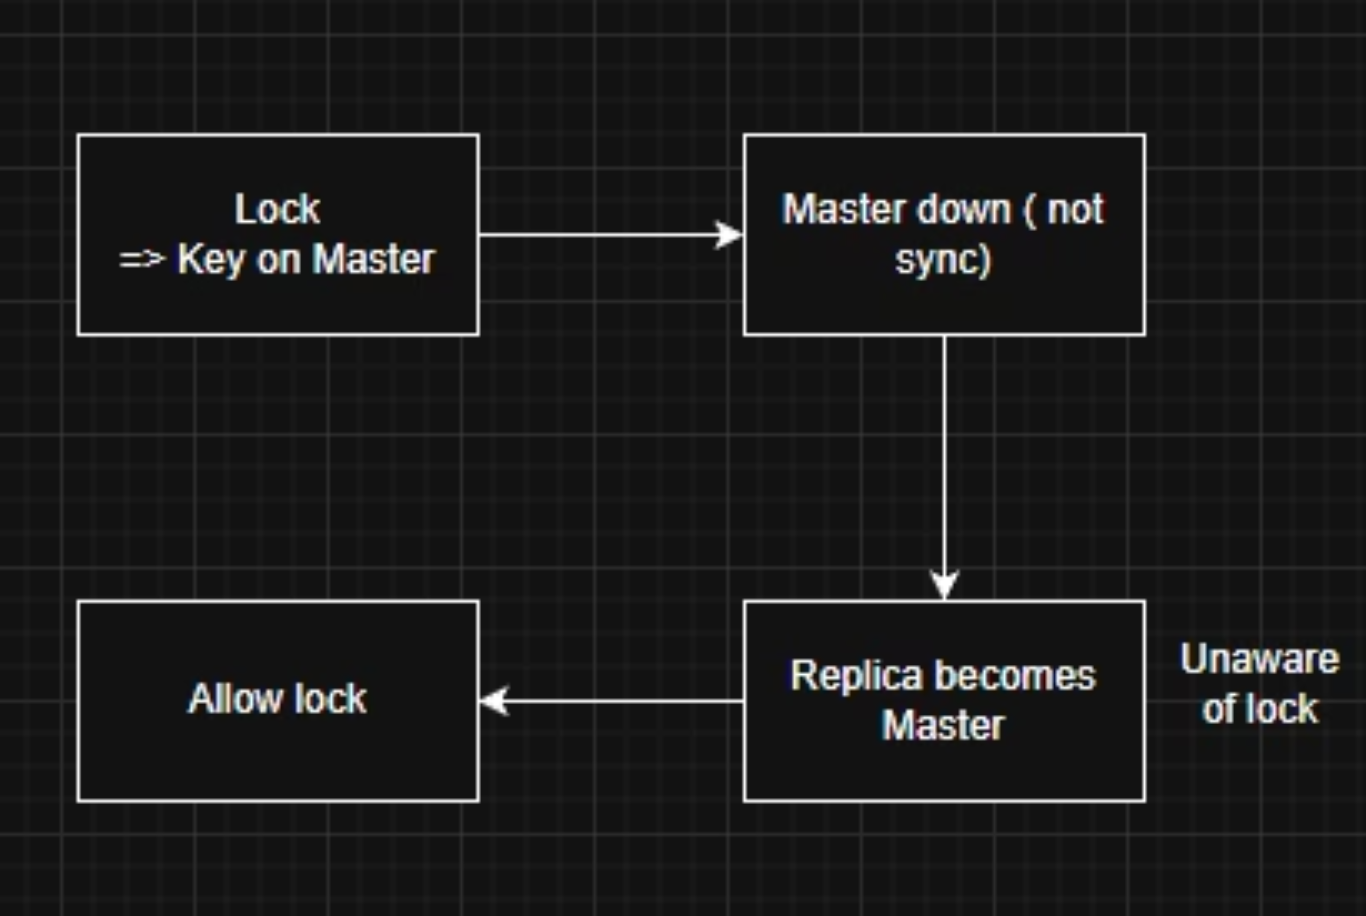 Lock
=> Key on Master
Master down ( not
sync)
Replica becomes
Master
Unaware
of lock
Allow lock